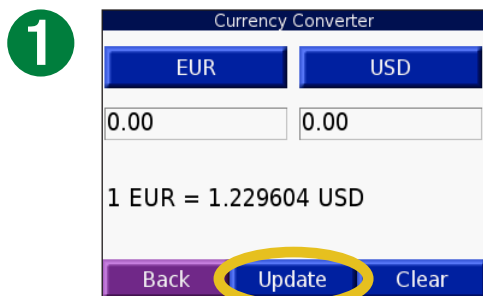 1
Currency Converter
EUR USD
0.00 0.00
1 EUR = 1.229604 USD
Back Update Clear